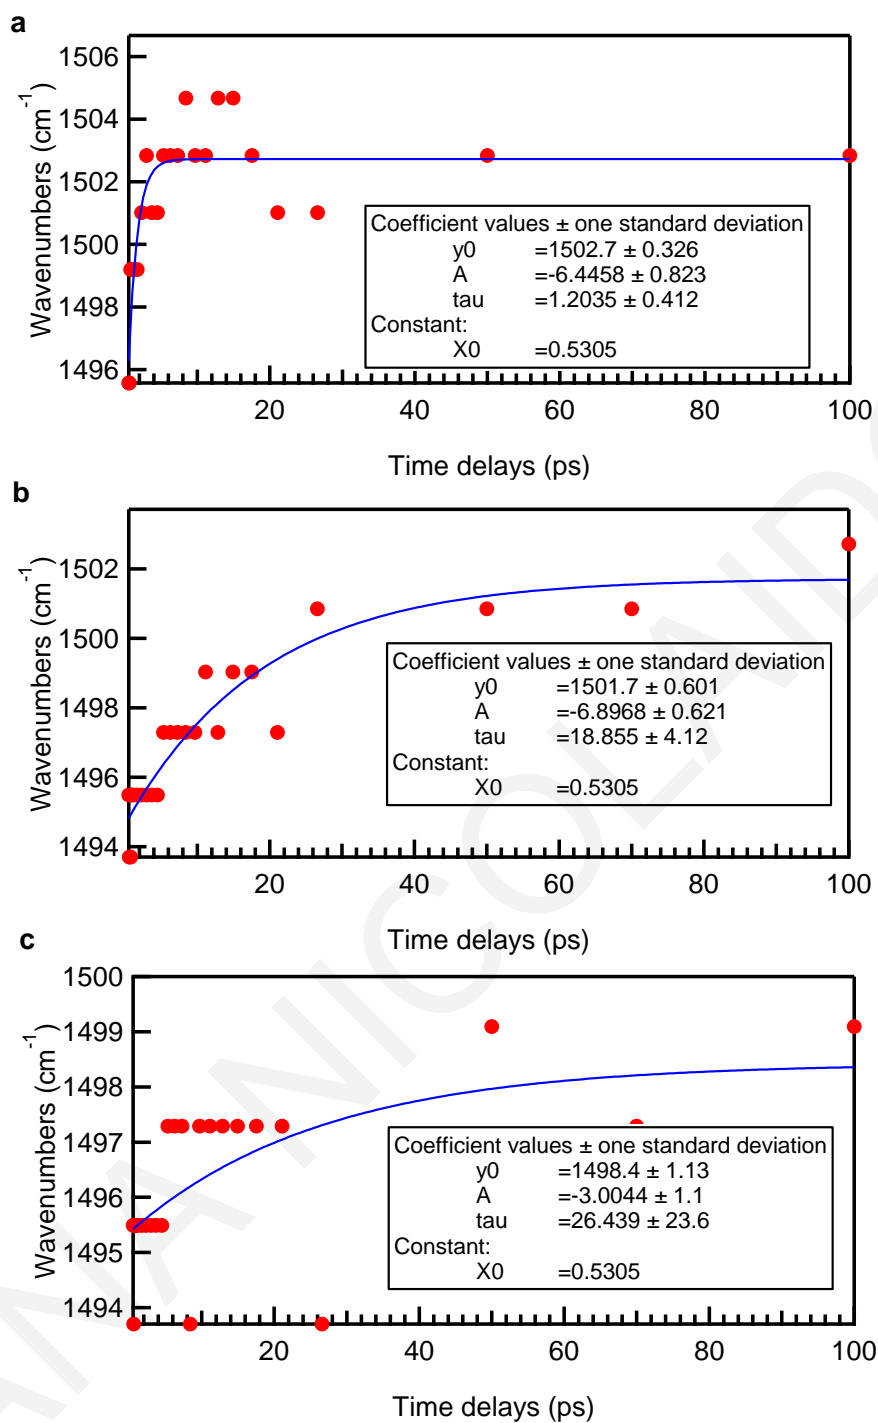 a
1506
1504
1502
1500
1498
1496
Wavenumbers (cm-1)
Coefficient values ± one standard deviation
y0 =1502.7 ± 0.326
A =-6.4458 ± 0.823
tau =1.2035 ± 0.412
Constant:
X0 =0.5305
20 40 60 80 100
Time delays (ps)
b
1502
1500
1498
1496
1494
Wavenumbers (cm-1)
Coefficient values ± one standard deviation
y0 =1501.7 ± 0.601
A =-6.8968 ± 0.621
tau =18.855 ± 4.12
Constant:
X0 =0.5305
20 40 60 80 100
Time delays (ps)
c
1500
1499
1498
1497
1496
1495
1494
Wavenumbers (cm-1)
Coefficient values ± one standard deviation
y0 =1498.4 ± 1.13
A =-3.0044 ± 1.1
tau =26.439 ± 23.6
Constant:
X0 =0.5305
20 40 60 80 100
Time delays (ps)